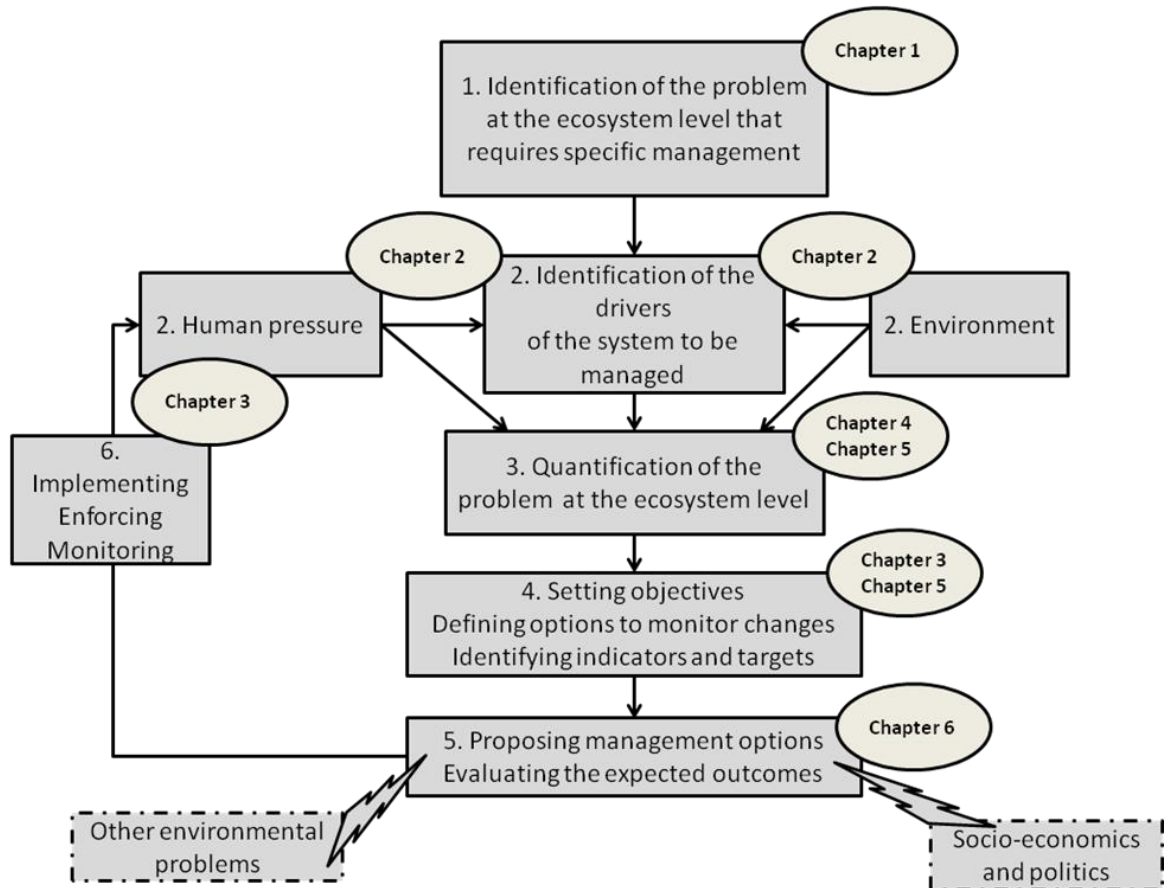 Chapter 1
1. Identification of the problem
at the ecosystem level that
requires specific management
Chapter 2
Chapter 2
2. Human pressure
2. Identification of the
drivers
of the system to be
managed
2. Environment
Chapter 3
6.
Implementing
Enforcing
Monitoring
Chapter 4
Chapter 5
3. Quantification of the
problem at the ecosystem level
Chapter 3
Chapter 5
4. Setting objectives
Defining options to monitor changes
Identifying indicators and targets
Chapter 6
5. Proposing management options
Evaluating the expected outcomes
Other environmental
problems
Socio-economics
and politics